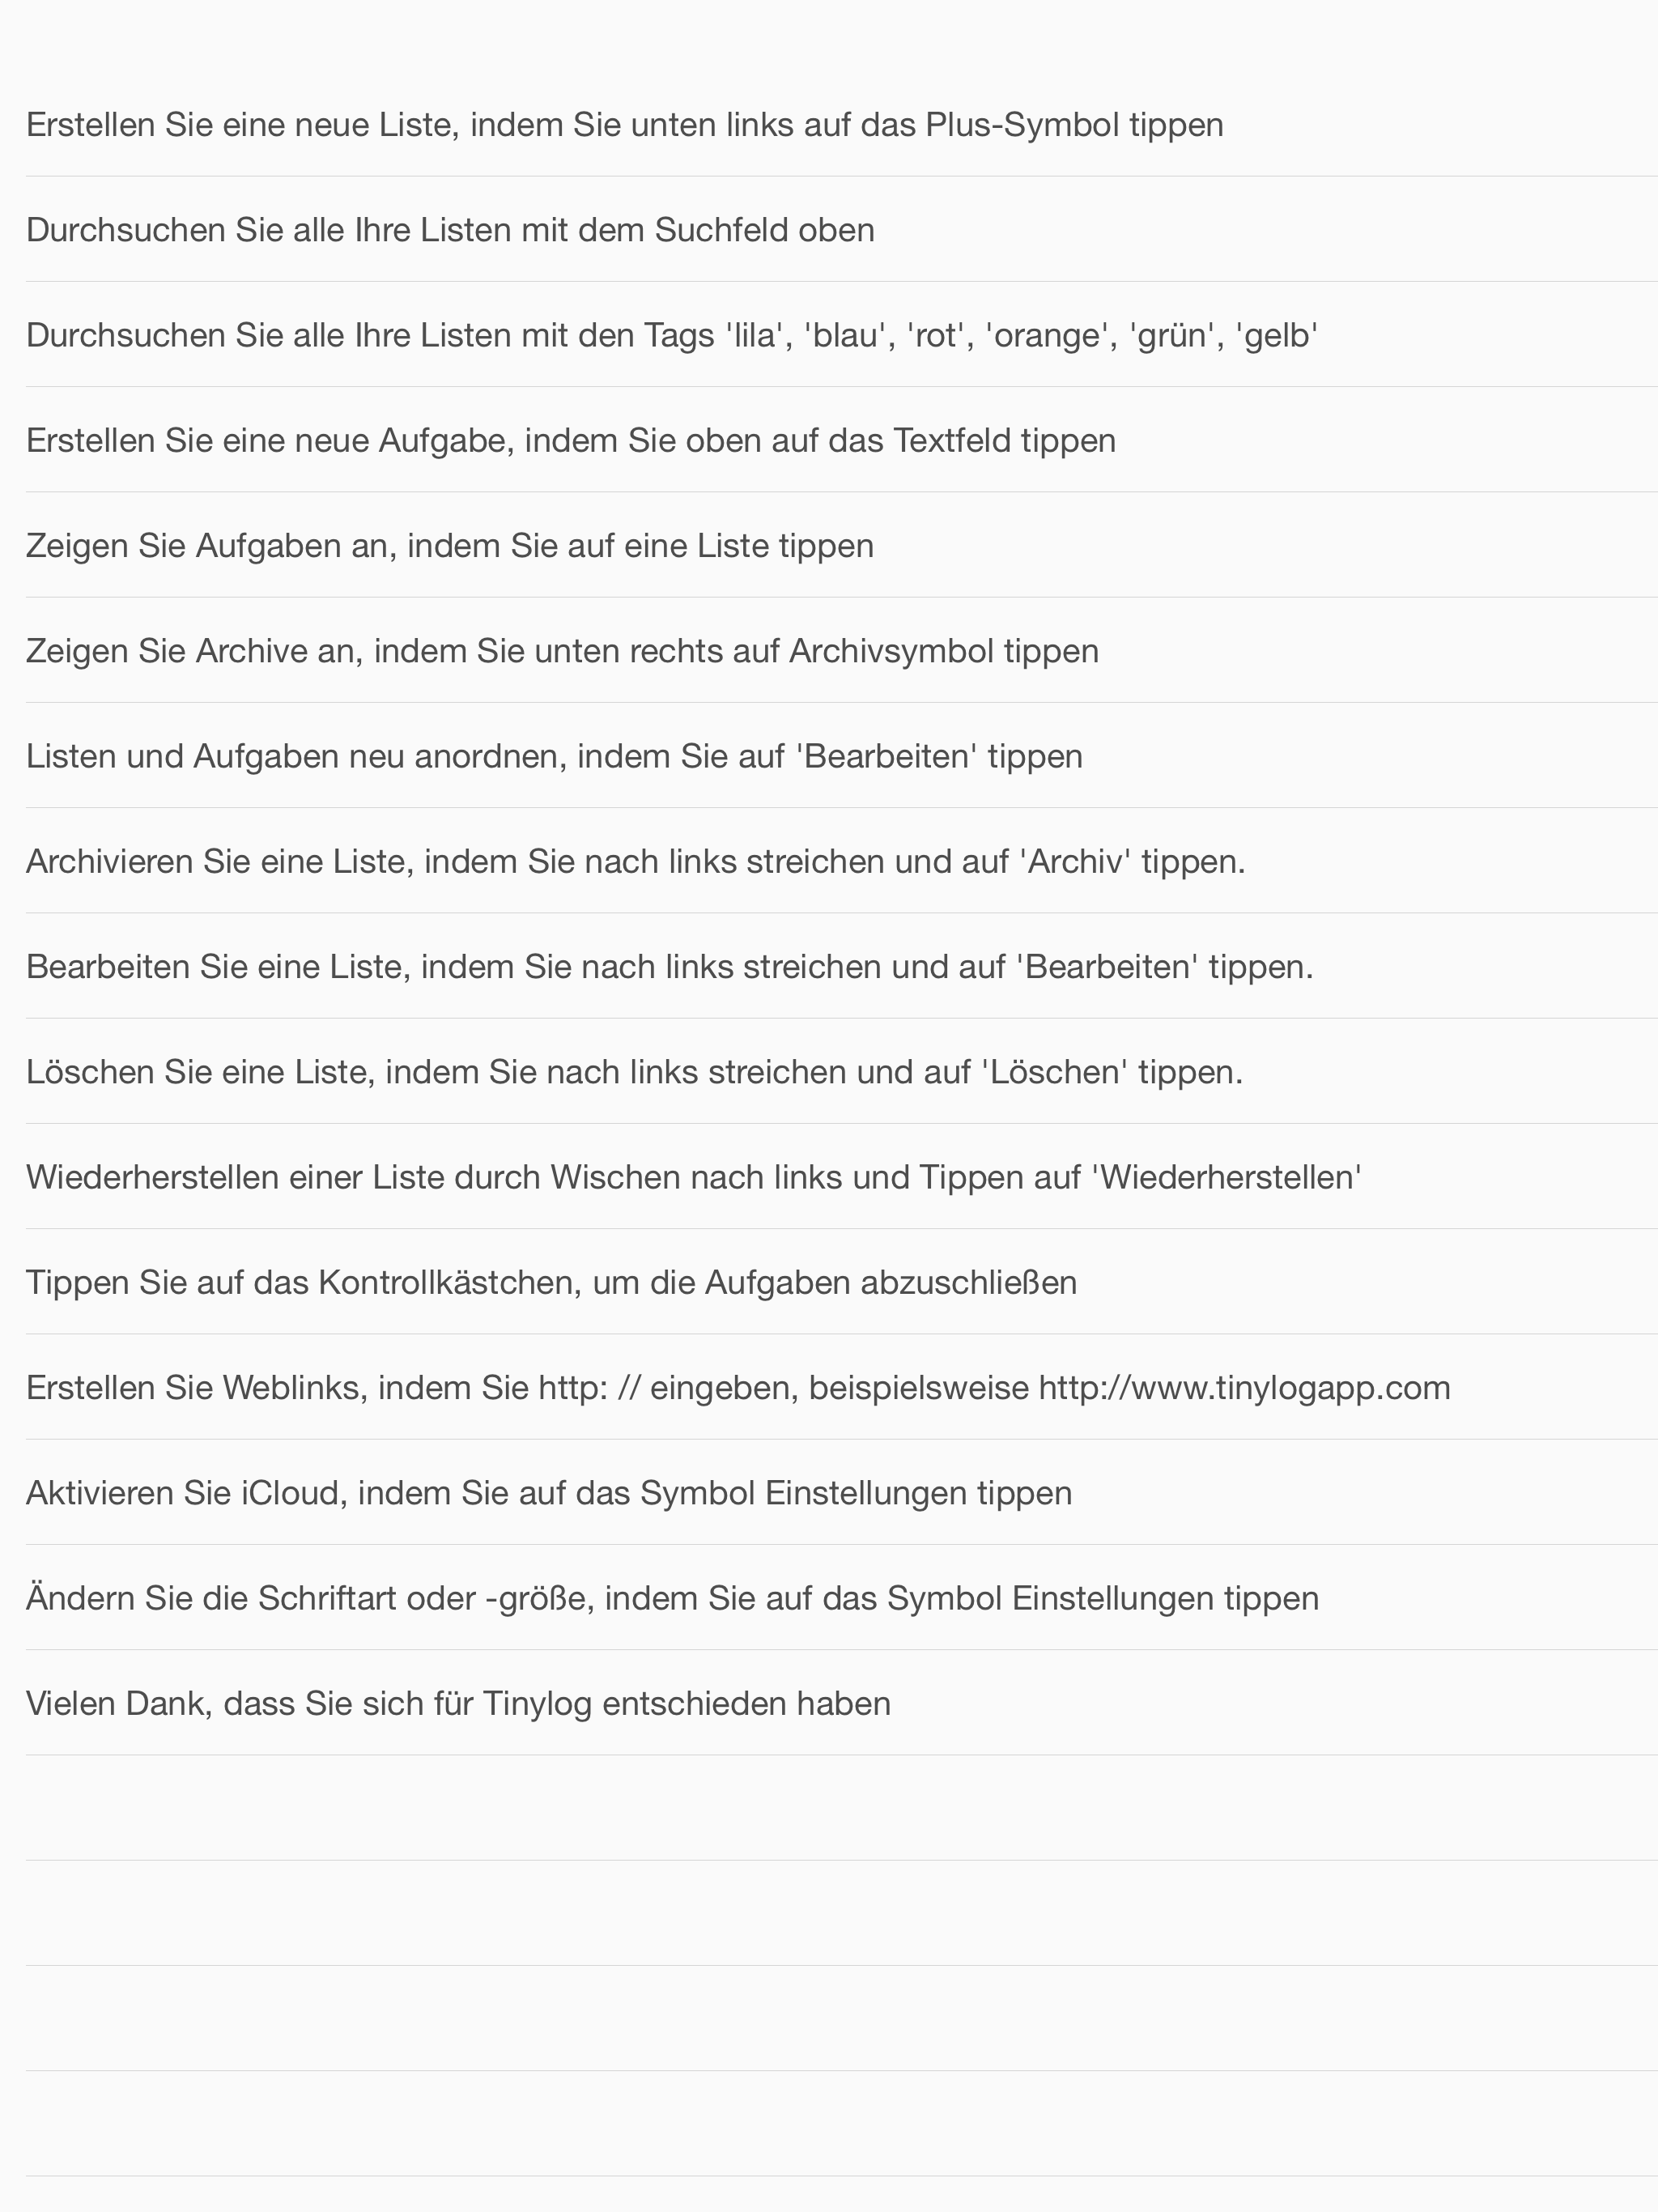 Erstellen Sie eine neue Liste, indem Sie unten links auf das Plus-Symbol tippen
Durchsuchen Sie alle Ihre Listen mit dem Suchfeld oben
Durchsuchen Sie alle Ihre Listen mit den Tags 'lila', 'blau', 'rot', 'orange', 'grün', 'gelb'
Erstellen Sie eine neue Aufgabe, indem Sie oben auf das Textfeld tippen
Zeigen Sie Aufgaben an, indem Sie auf eine Liste tippen
Zeigen Sie Archive an, indem Sie unten rechts auf Archivsymbol tippen
Listen und Aufgaben neu anordnen, indem Sie auf 'Bearbeiten' tippen
Archivieren Sie eine Liste, indem Sie nach links streichen und auf 'Archiv' tippen.
Bearbeiten Sie eine Liste, indem Sie nach links streichen und auf 'Bearbeiten' tippen.
Löschen Sie eine Liste, indem Sie nach links streichen und auf 'Löschen' tippen.
Wiederherstellen einer Liste durch Wischen nach links und Tippen auf 'Wiederherstellen'
Tippen Sie auf das Kontrollkästchen, um die Aufgaben abzuschließen
Erstellen Sie Weblinks, indem Sie http: // eingeben, beispielsweise http://www.tinylogapp.com
Aktivieren Sie iCloud, indem Sie auf das Symbol Einstellungen tippen
Ändern Sie die Schriftart oder -größe, indem Sie auf das Symbol Einstellungen tippen
Vielen Dank, dass Sie sich für Tinylog entschieden haben